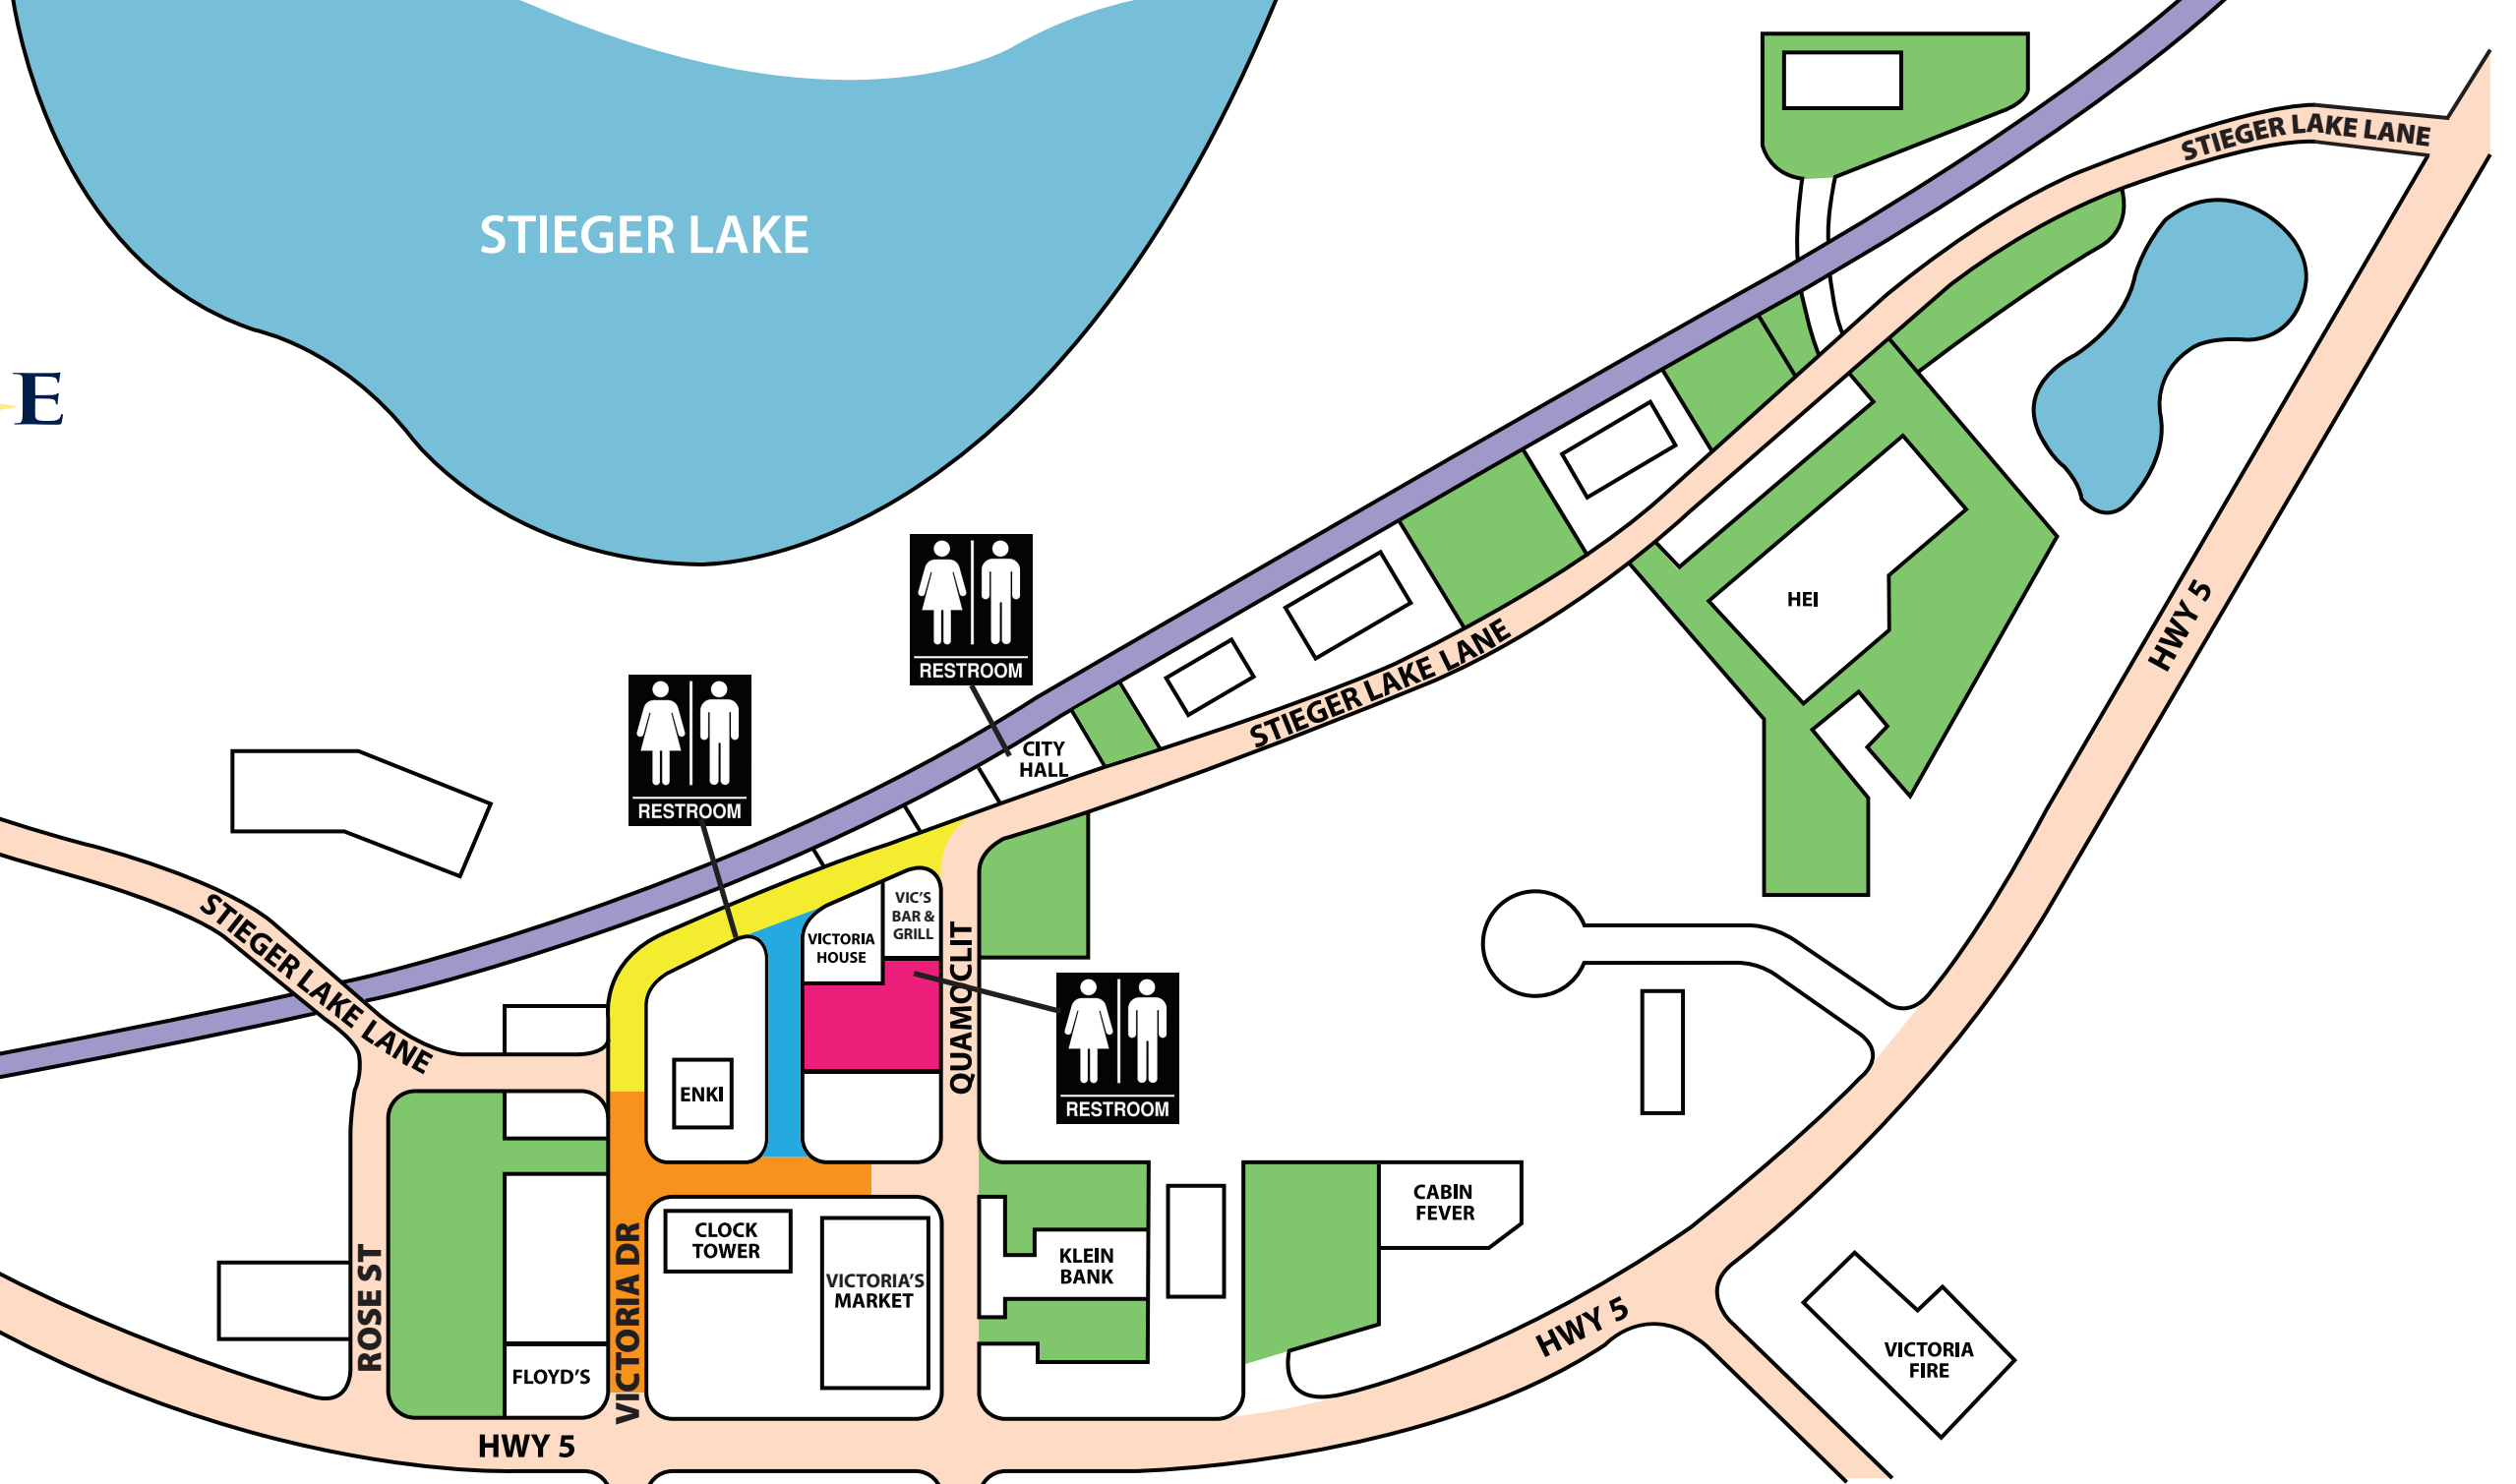 STIEGER LAKE LANE
STIEGER LAKE
E
RESTROOM
HEI
HWY 5
STIEGER LAKE LANE
CITY
HALL
RESTROOM
STIEGER LAKE LANE
VIC'S
BAR &
GRILL
VICTORIA
HOUSE
QUAMOCLIT
ENKI
RESTROOM
CABIN
FEVER
CLOCK
TOWER
KLEIN
BANK
VICTORIA'S
MARKET
ROSE ST
VICTORIA DR
FLOYD'S
HWY 5
VICTORIA
FIRE
HWY 5